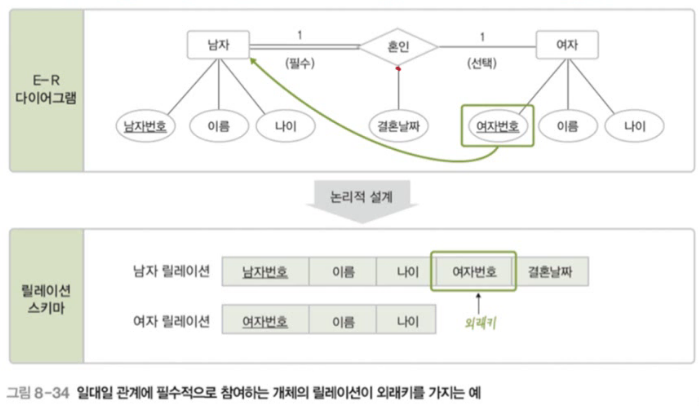 E-R
다이어그램
남자
1
(필수)
혼인
1
(선택)
여자
남자번호
이름
나이
결혼날짜
여자번호
이름
나이
논리적 설계
릴레이션
스키마
남자 릴레이션
남자번호
이름
나이
여자번호
결혼날짜
여자 릴레이션
여자번호
이름
나이
외래키
그림 8-34 일대일 관계에 필수적으로 참여하는 개체의 릴레이션이 외래키를 가지는 예